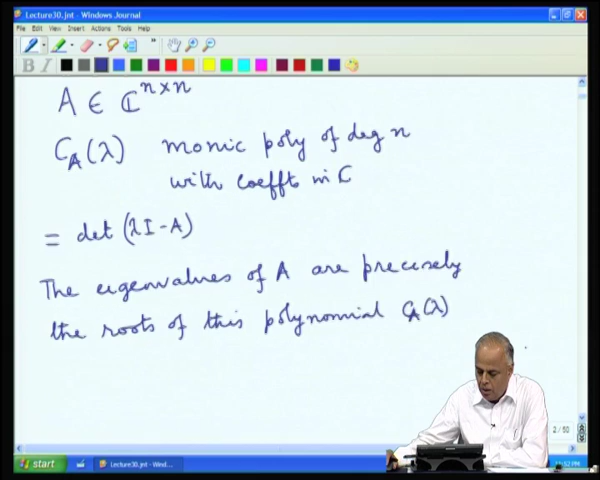 Lecture30.jnt - Windows Journal
File Edit View Insert Actions Tools Help
A ∈ ℂ^{n×n}
C_A(λ) monic poly of deg n
with coeffts in ℂ
= det (λI-A)
The eigenvalues of A are precisely
the roots of this polynomial C_A(λ)
2 / 50
start Lecture30.jnt - Wind...